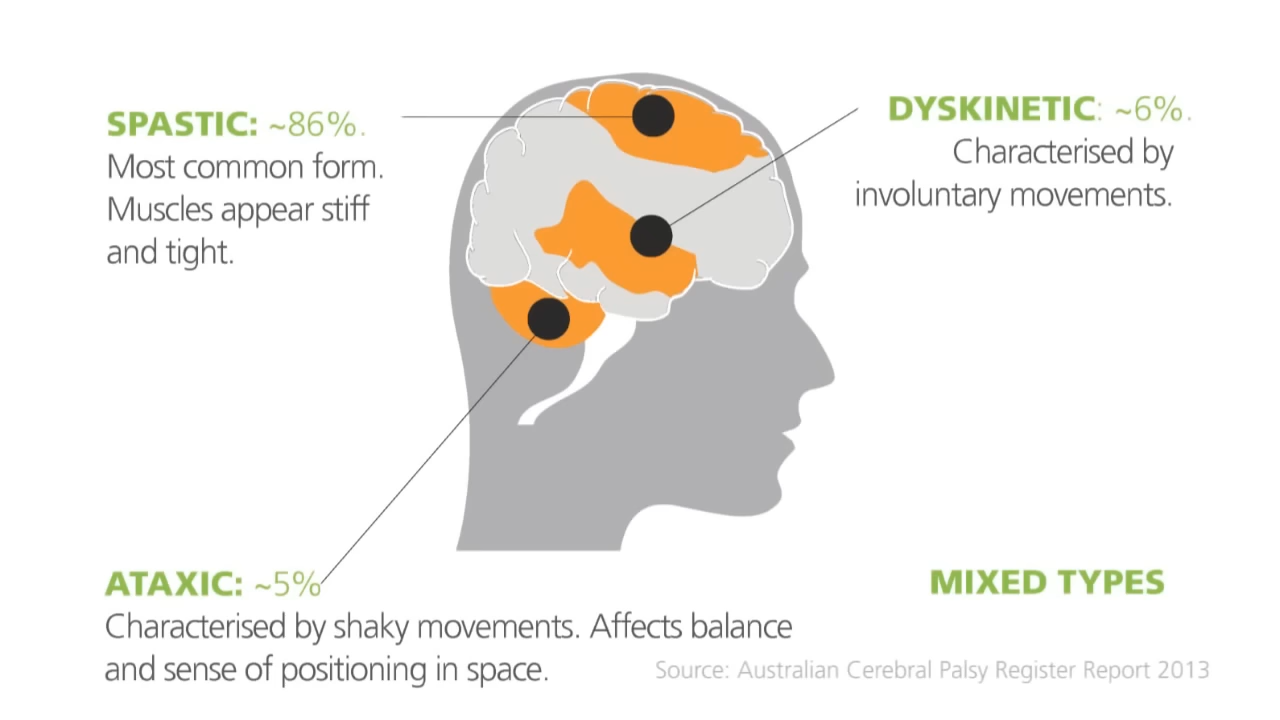 SPASTIC: ~86%.
Most common form.
Muscles appear stiff
and tight.
DYSKINETIC: ~6%.
Characterised by
involuntary movements.
ATAXIC: ~5%
Characterised by shaky movements. Affects balance
and sense of positioning in space.
MIXED TYPES
Source: Australian Cerebral Palsy Register Report 2013